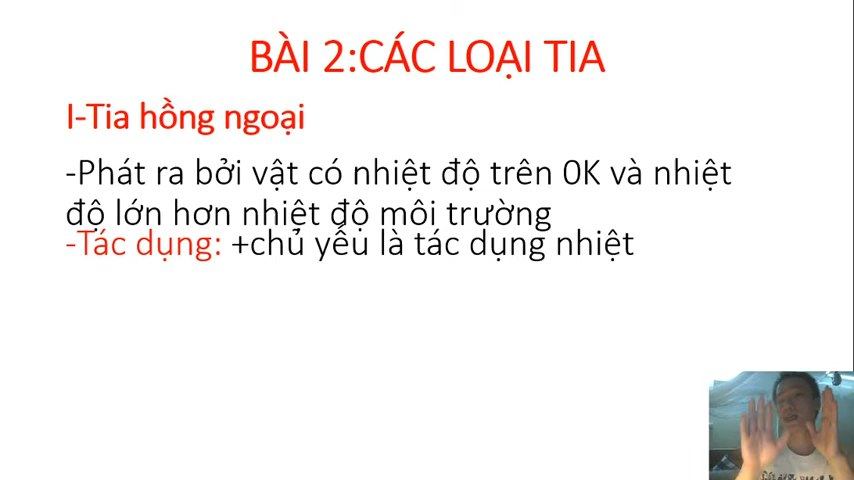 BÀI 2:CÁC LOẠI TIA
I-Tia hồng ngoại
-Phát ra bởi vật có nhiệt độ trên 0K và nhiệt
độ lớn hơn nhiệt độ môi trường
-Tác dụng: +chủ yếu là tác dụng nhiệt